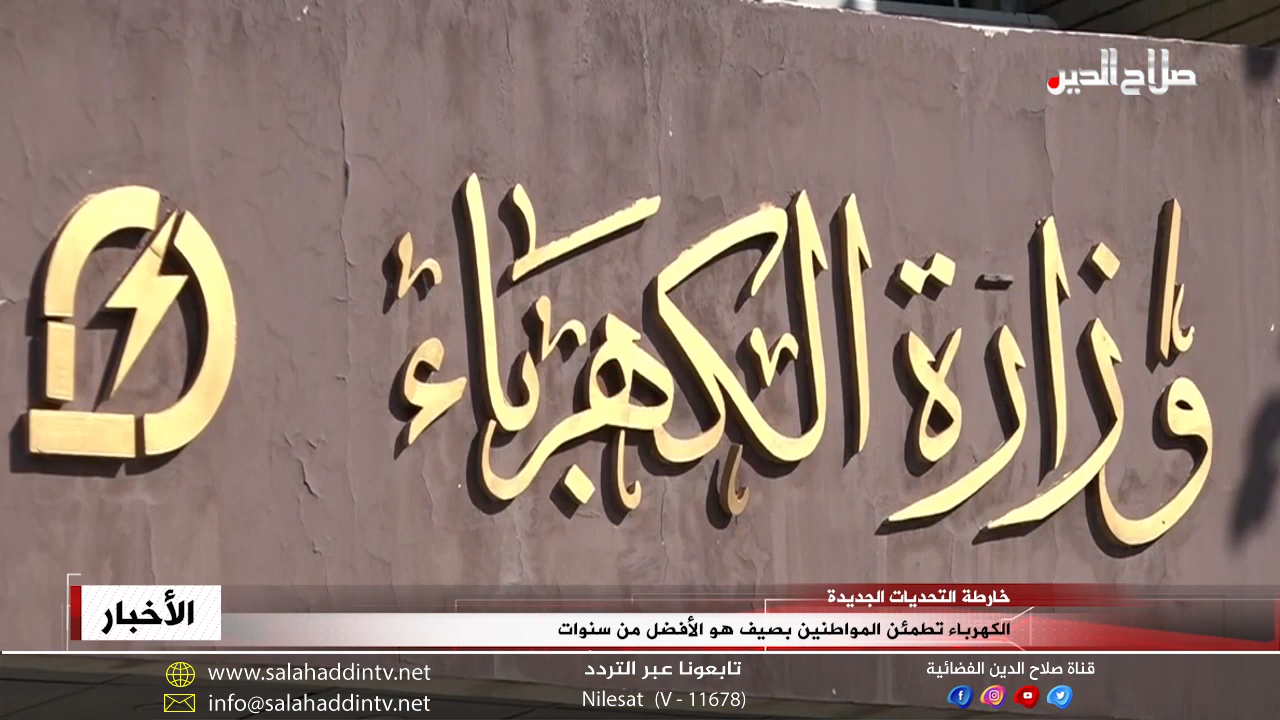 صلاح الدين
وزارة الكهرباء
خارطة التحديات الجديدة
الأخبار
الكهرباء تطمئن المواطنين بصيف هو الأفضل من سنوات
قناة صلاح الدين الفضائية
تابعونا عبر التردد
Nilesat (V - 11678)
www.salahaddintv.net
info@salahaddintv.net